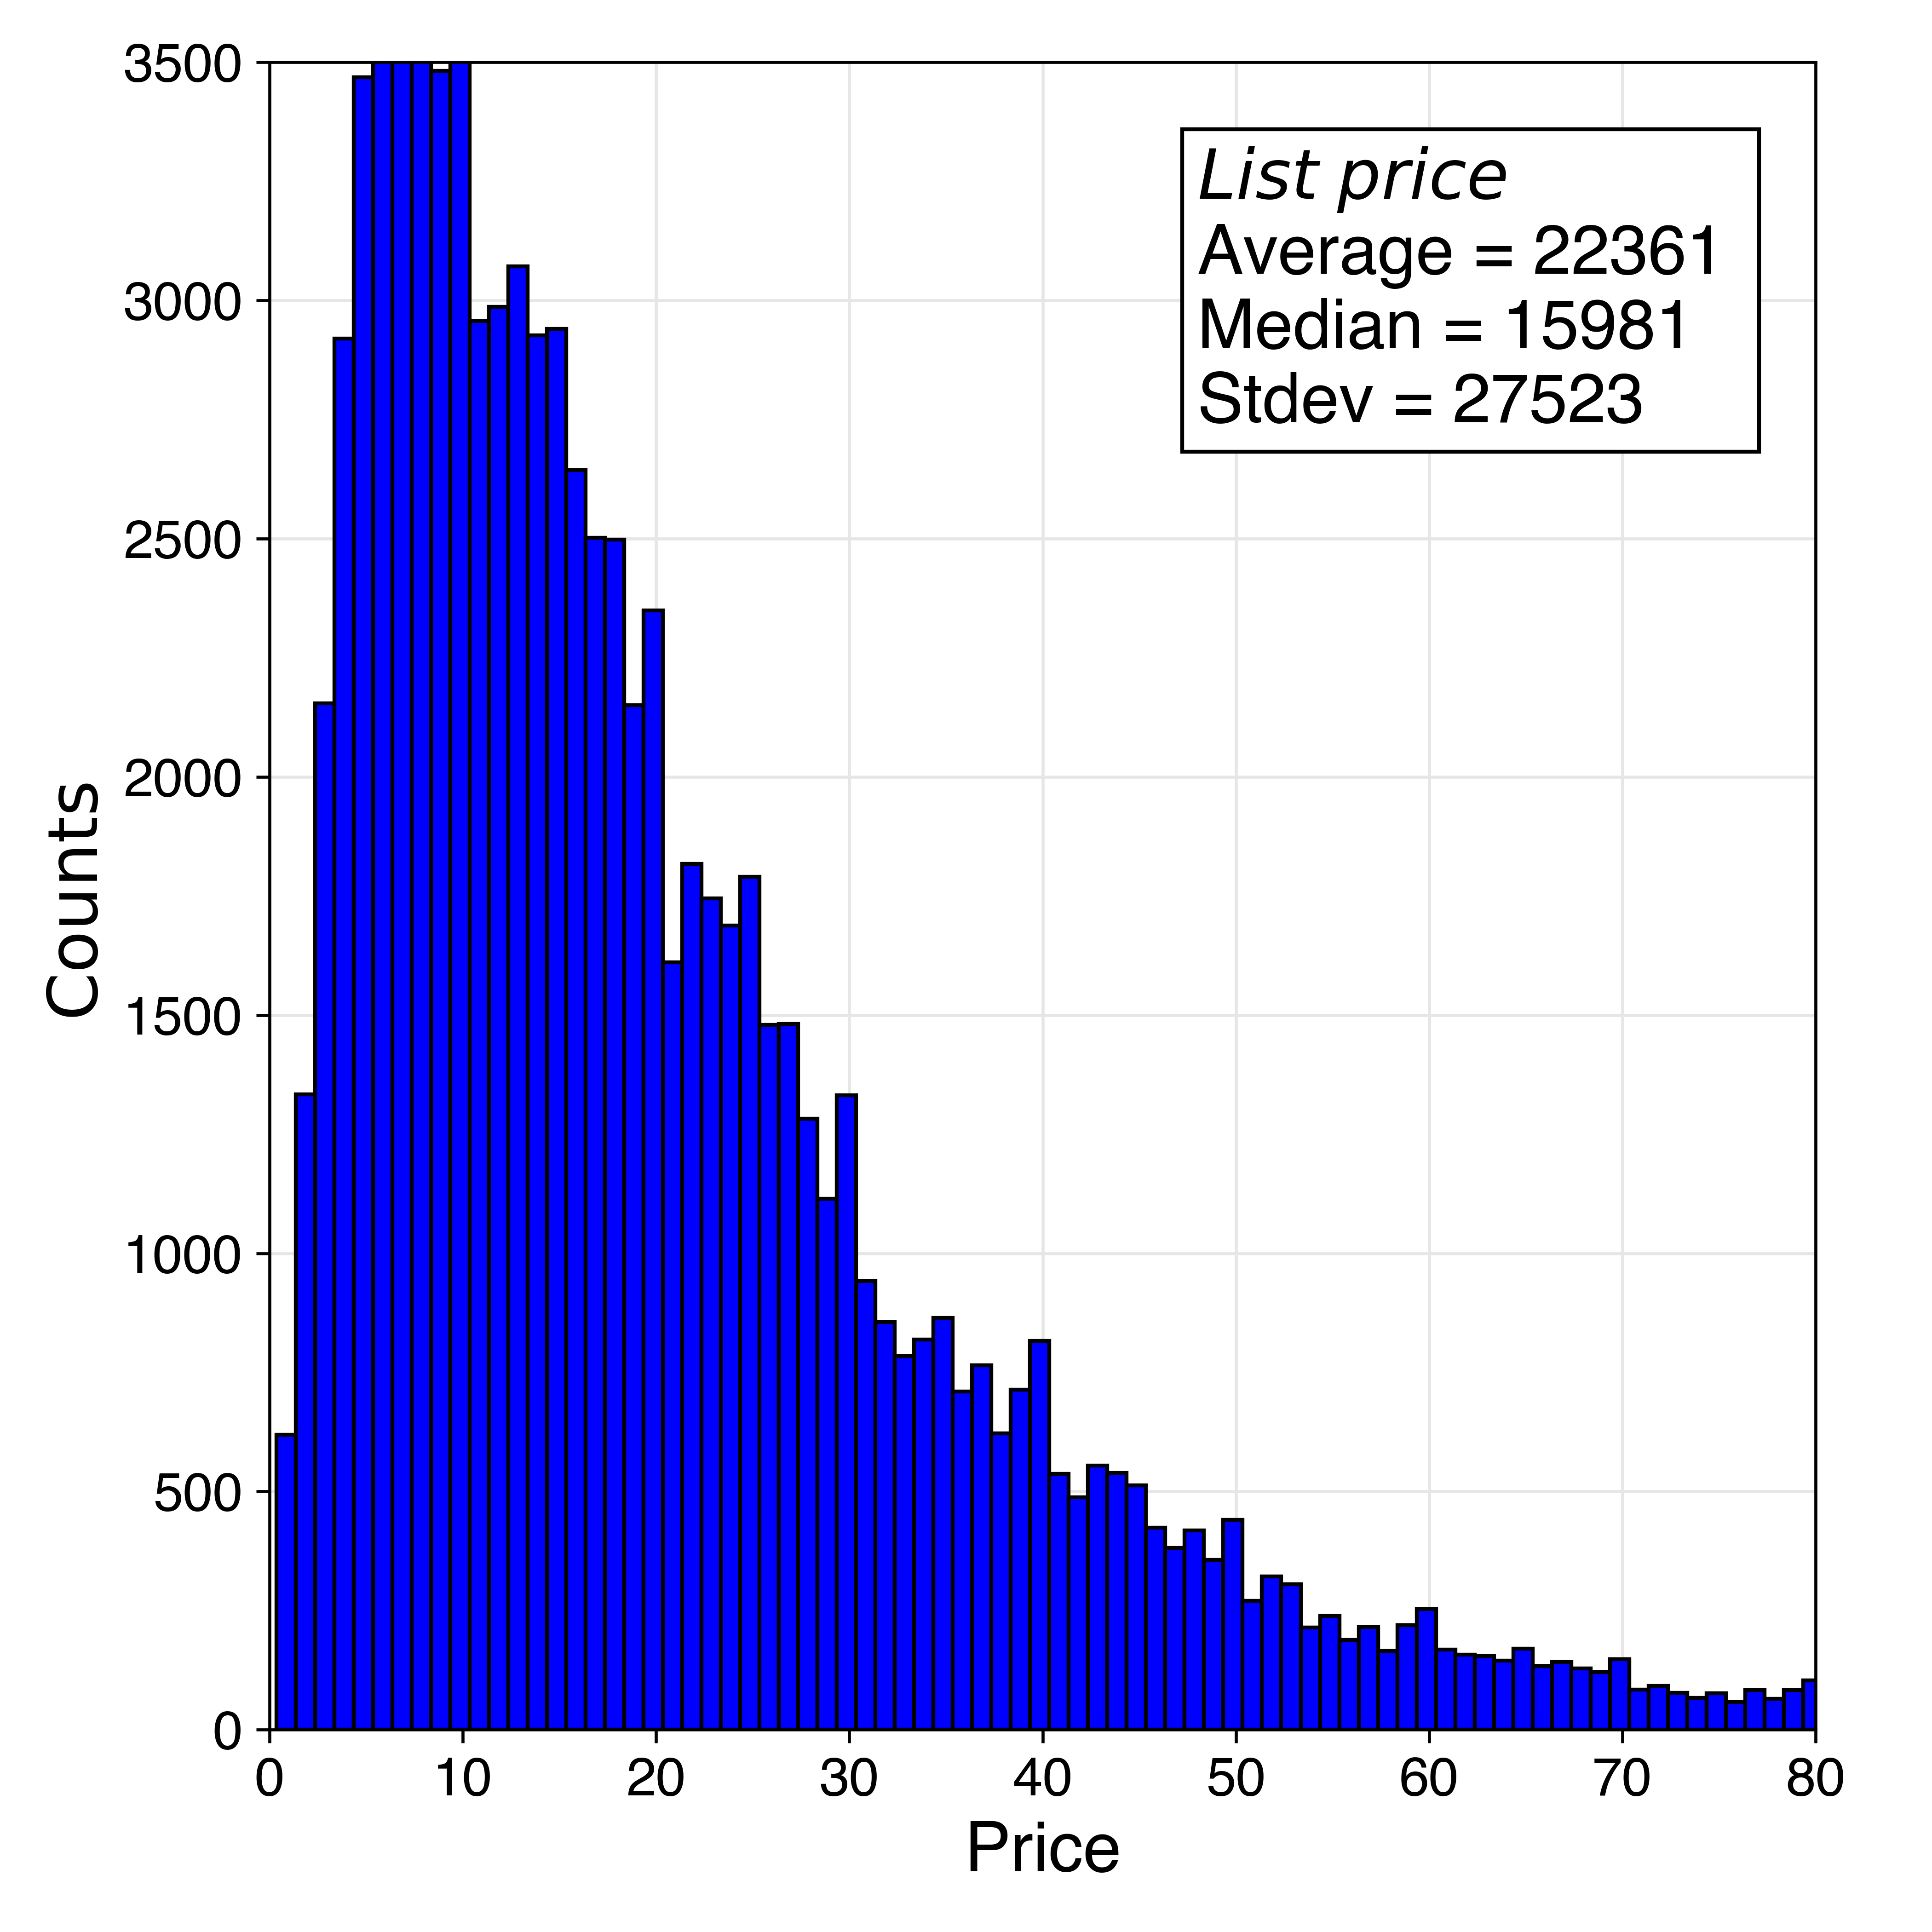 3500
3000
2500
2000
1500
1000
500
0
Counts
List price
Average = 22361
Median = 15981
Stdev = 27523
0 10 20 30 40 50 60 70 80
Price